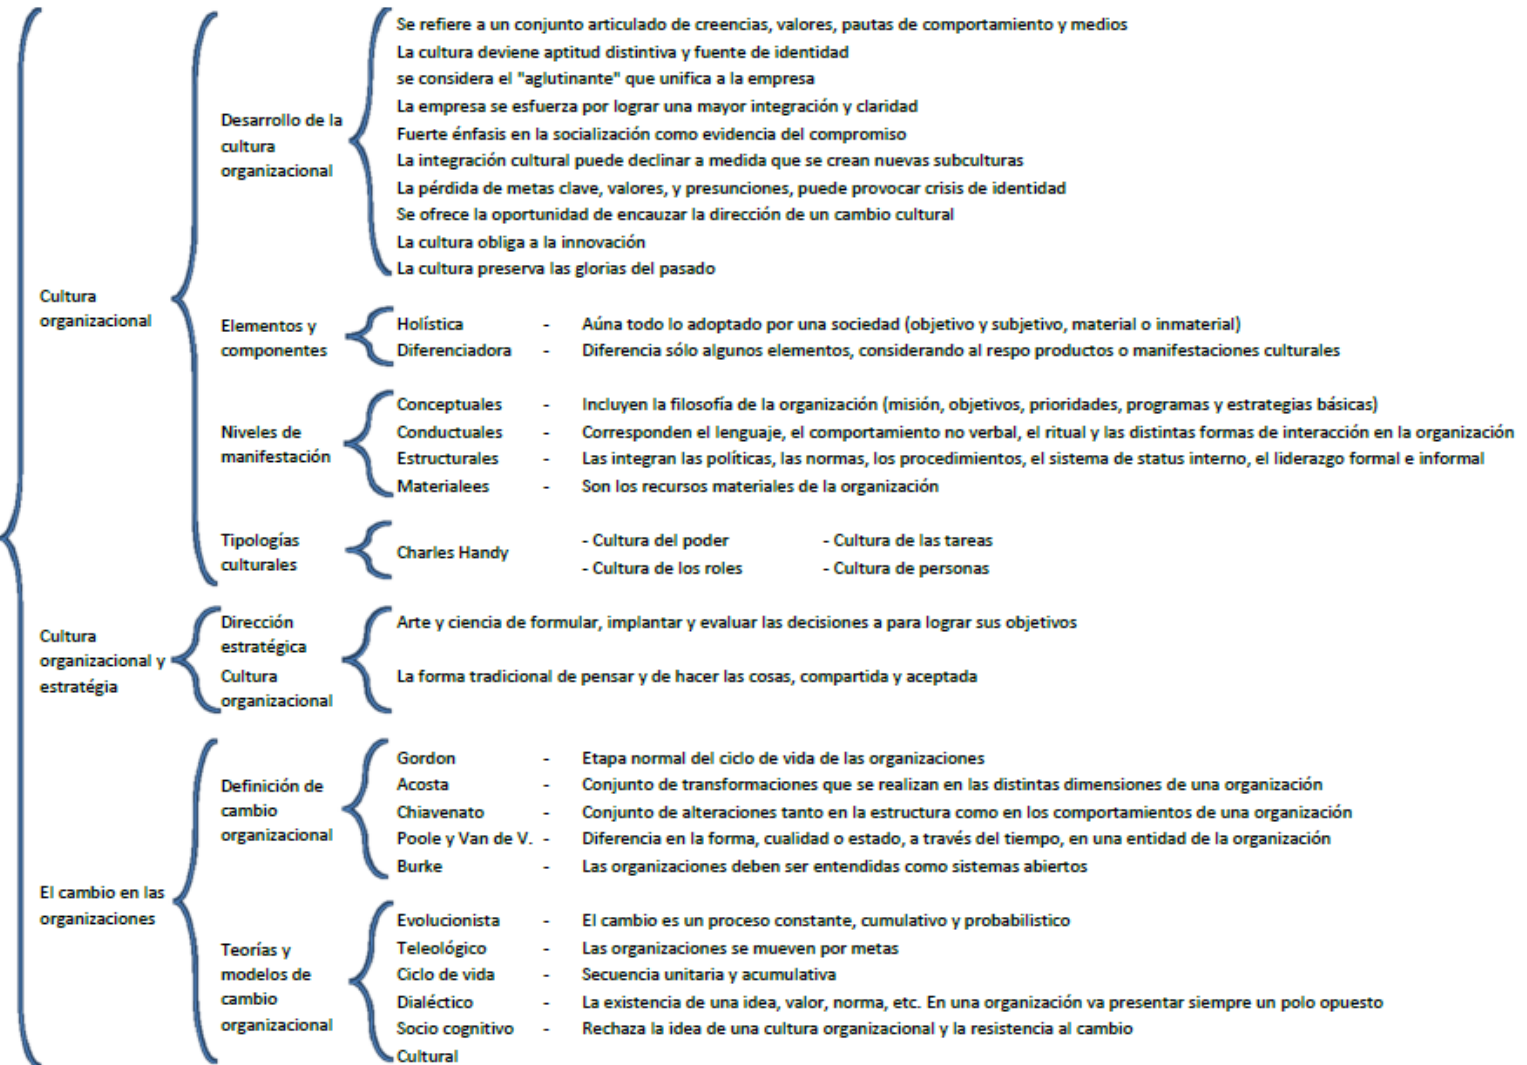 Se refiere a un conjunto articulado de creencias, valores, pautas de comportamiento y medios
La cultura deviene aptitud distintiva y fuente de identidad
se considera el "aglutinante" que unifica a la empresa
La empresa se esfuerza por lograr una mayor integración y claridad
Desarrollo de la
cultura
organizacional
Fuerte énfasis en la socialización como evidencia del compromiso
La integración cultural puede declinar a medida que se crean nuevas subculturas
La pérdida de metas clave, valores, y presunciones, puede provocar crisis de identidad
Se ofrece la oportunidad de encauzar la dirección de un cambio cultural
La cultura obliga a la innovación
La cultura preserva las glorias del pasado
Cultura
organizacional
Elementos y
componentes
Holística - Aúna todo lo adoptado por una sociedad (objetivo y subjetivo, material o inmaterial)
Diferenciadora - Diferencia sólo algunos elementos, considerando al respo productos o manifestaciones culturales
Niveles de
manifestación
Conceptuales - Incluyen la filosofía de la organización (misión, objetivos, prioridades, programas y estrategias básicas)
Conductuales - Corresponden el lenguaje, el comportamiento no verbal, el ritual y las distintas formas de interacción en la organización
Estructurales - Las integran las políticas, las normas, los procedimientos, el sistema de status interno, el liderazgo formal e informal
Materialees - Son los recursos materiales de la organización
Tipologías
culturales
Charles Handy
- Cultura del poder - Cultura de las tareas
- Cultura de los roles - Cultura de personas
Cultura
organizacional y
estratégia
Dirección
estratégica
Arte y ciencia de formular, implantar y evaluar las decisiones a para lograr sus objetivos
Cultura
organizacional
La forma tradicional de pensar y de hacer las cosas, compartida y aceptada
El cambio en las
organizaciones
Definición de
cambio
organizacional
Gordon - Etapa normal del ciclo de vida de las organizaciones
Acosta - Conjunto de transformaciones que se realizan en las distintas dimensiones de una organización
Chiavenato - Conjunto de alteraciones tanto en la estructura como en los comportamientos de una organización
Poole y Van de V. - Diferencia en la forma, cualidad o estado, a través del tiempo, en una entidad de la organización
Burke - Las organizaciones deben ser entendidas como sistemas abiertos
Teorías y
modelos de
cambio
organizacional
Evolucionista - El cambio es un proceso constante, cumulativo y probabilistico
Teleológico - Las organizaciones se mueven por metas
Ciclo de vida - Secuencia unitaria y acumulativa
Dialéctico - La existencia de una idea, valor, norma, etc. En una organización va presentar siempre un polo opuesto
Socio cognitivo - Rechaza la idea de una cultura organizacional y la resistencia al cambio
Cultural